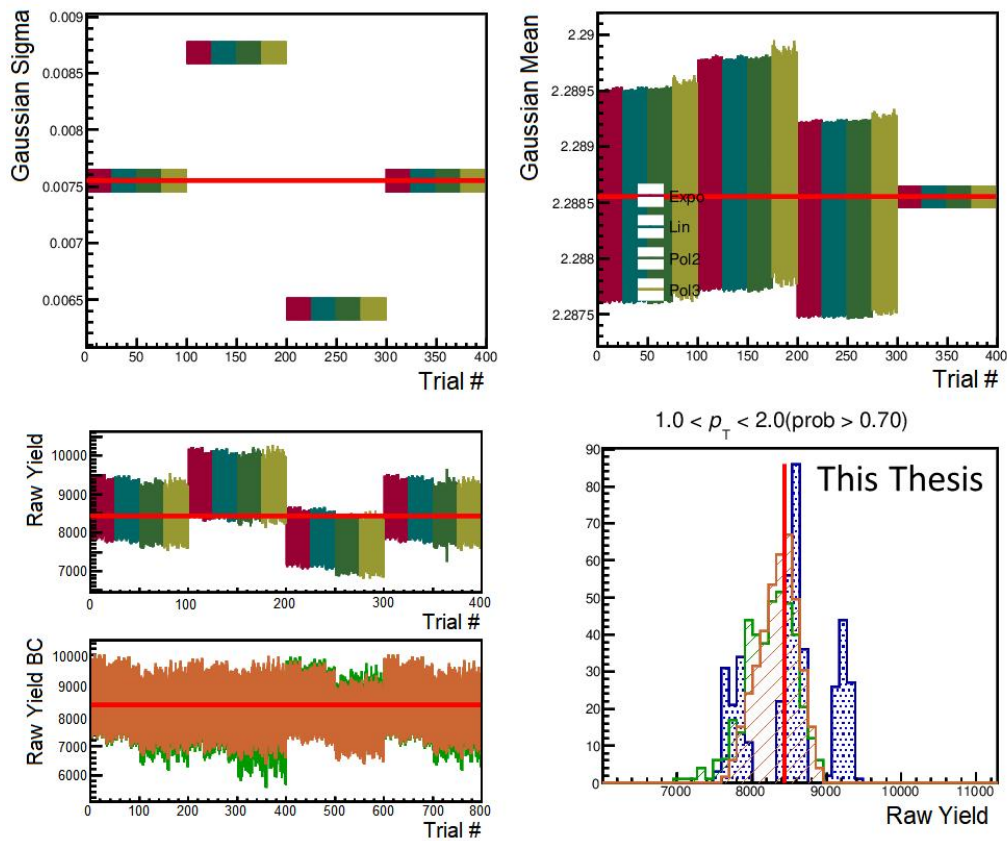 Gaussian Sigma
0.009
0.0085
0.008
0.0075
0.007
0.0065
0 50 100 150 200 250 300 350 400
Trial #
Gaussian Mean
2.29
2.2895
2.289
2.2885
2.288
2.2875
Expo
Lin
Pol2
Pol3
0 50 100 150 200 250 300 350 400
Trial #
Raw Yield
10000
9000
8000
7000
0 100 200 300 400
Trial #
Raw Yield BC
10000
9000
8000
7000
6000
0 100 200 300 400 500 600 700 800
Trial #
1.0 < p_T < 2.0(prob > 0.70)
This Thesis
90
80
70
60
50
40
30
20
10
0
7000 8000 9000 10000 11000
Raw Yield